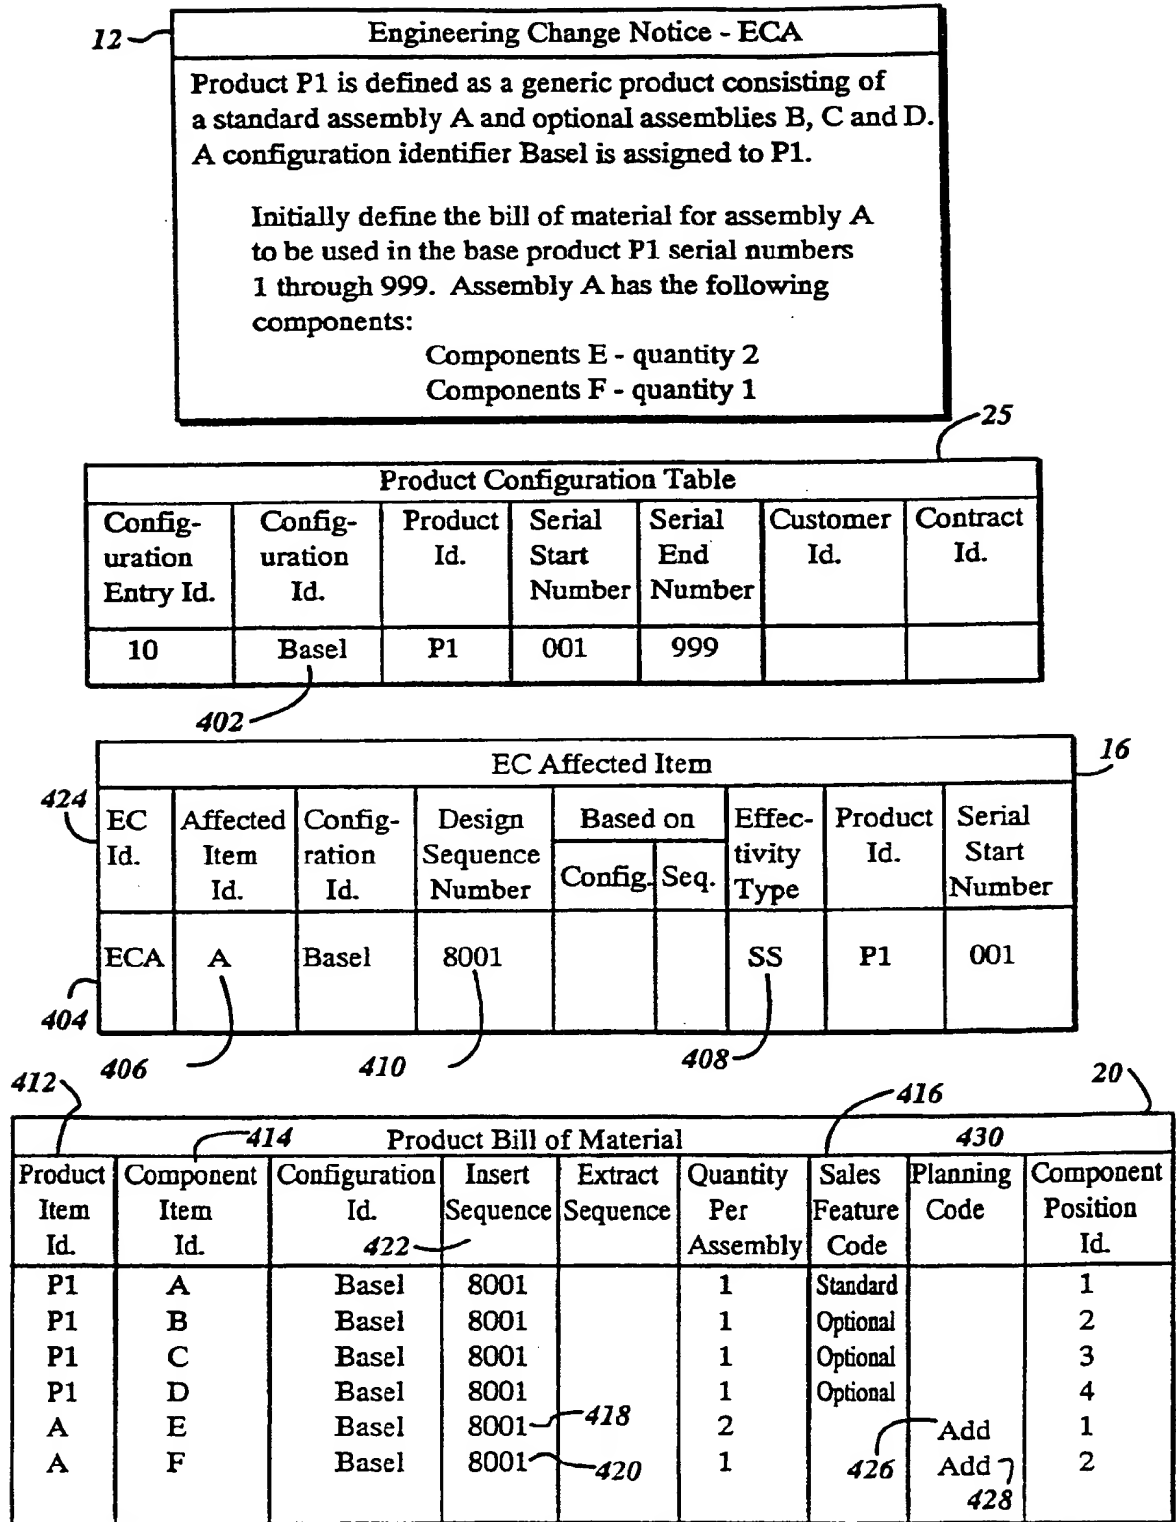 12
Engineering Change Notice - ECA
Product P1 is defined as a generic product consisting of
a standard assembly A and optional assemblies B, C and D.
A configuration identifier Basel is assigned to P1.
Initially define the bill of material for assembly A
to be used in the base product P1 serial numbers
1 through 999. Assembly A has the following
components:
Components E - quantity 2
Components F - quantity 1
25
Product Configuration Table
Config- Config- Product Serial Serial Customer Contract
uration uration Id. Start End Id. Id.
Entry Id. Id. Number Number
10 Basel P1 001 999
402
EC Affected Item
16
424
EC Affected Config- Design Based on Effec- Product Serial
Id. Item ration Sequence tivity Id. Start
Id. Id. Number Config. Seq. Type Number
ECA A Basel 8001 SS P1 001
404
406 410 408
412 416 20
414 Product Bill of Material 430
Product Component Configuration Insert Extract Quantity Sales Planning Component
Item Item Id. Sequence Sequence Per Feature Code Position
Id. Id. 422 Assembly Code Id.
P1 A Basel 8001 1 Standard 1
P1 B Basel 8001 1 Optional 2
P1 C Basel 8001 1 Optional 3
P1 D Basel 8001 1 Optional 4
A E Basel 8001 418 2 Add 1
A F Basel 8001 420 1 426 Add 2
428